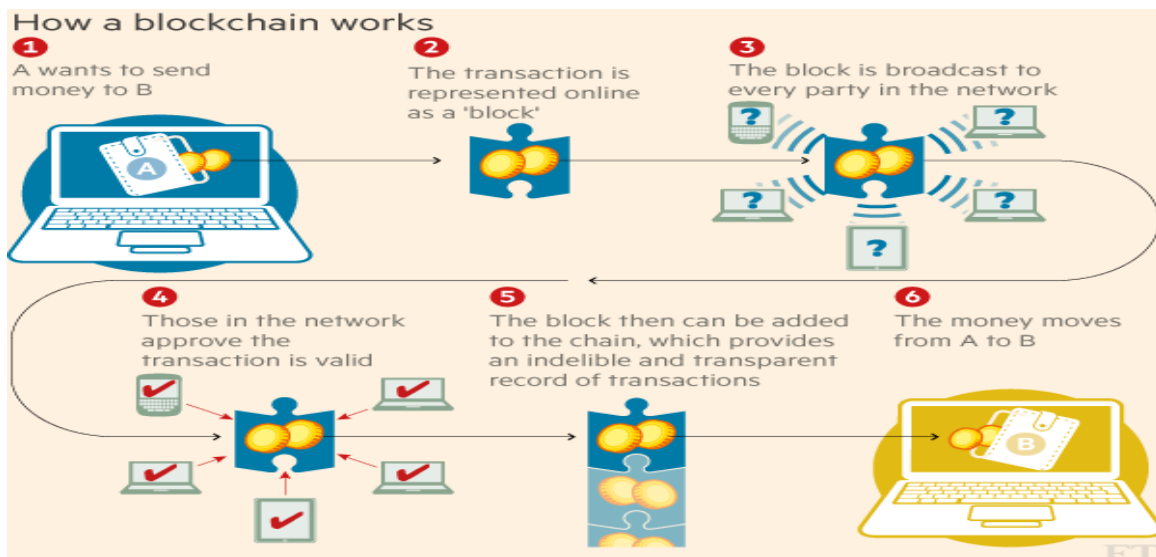 How a blockchain works
1
A wants to send
money to B
2
The transaction is
represented online
as a 'block'
3
The block is broadcast to
every party in the network
A
?
?
?
?
?
4
Those in the network
approve the
transaction is valid
5
The block then can be added
to the chain, which provides
an indelible and transparent
record of transactions
6
The money moves
from A to B
B
FT